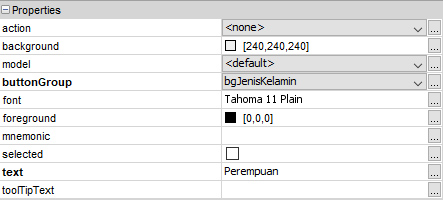 Properties
action <none> ...
background [240,240,240] ...
model <default> ...
buttonGroup bgJenisKelamin ...
font Tahoma 11 Plain ...
foreground [0,0,0] ...
mnemonic ...
selected ...
text Perempuan ...
toolTipText ...